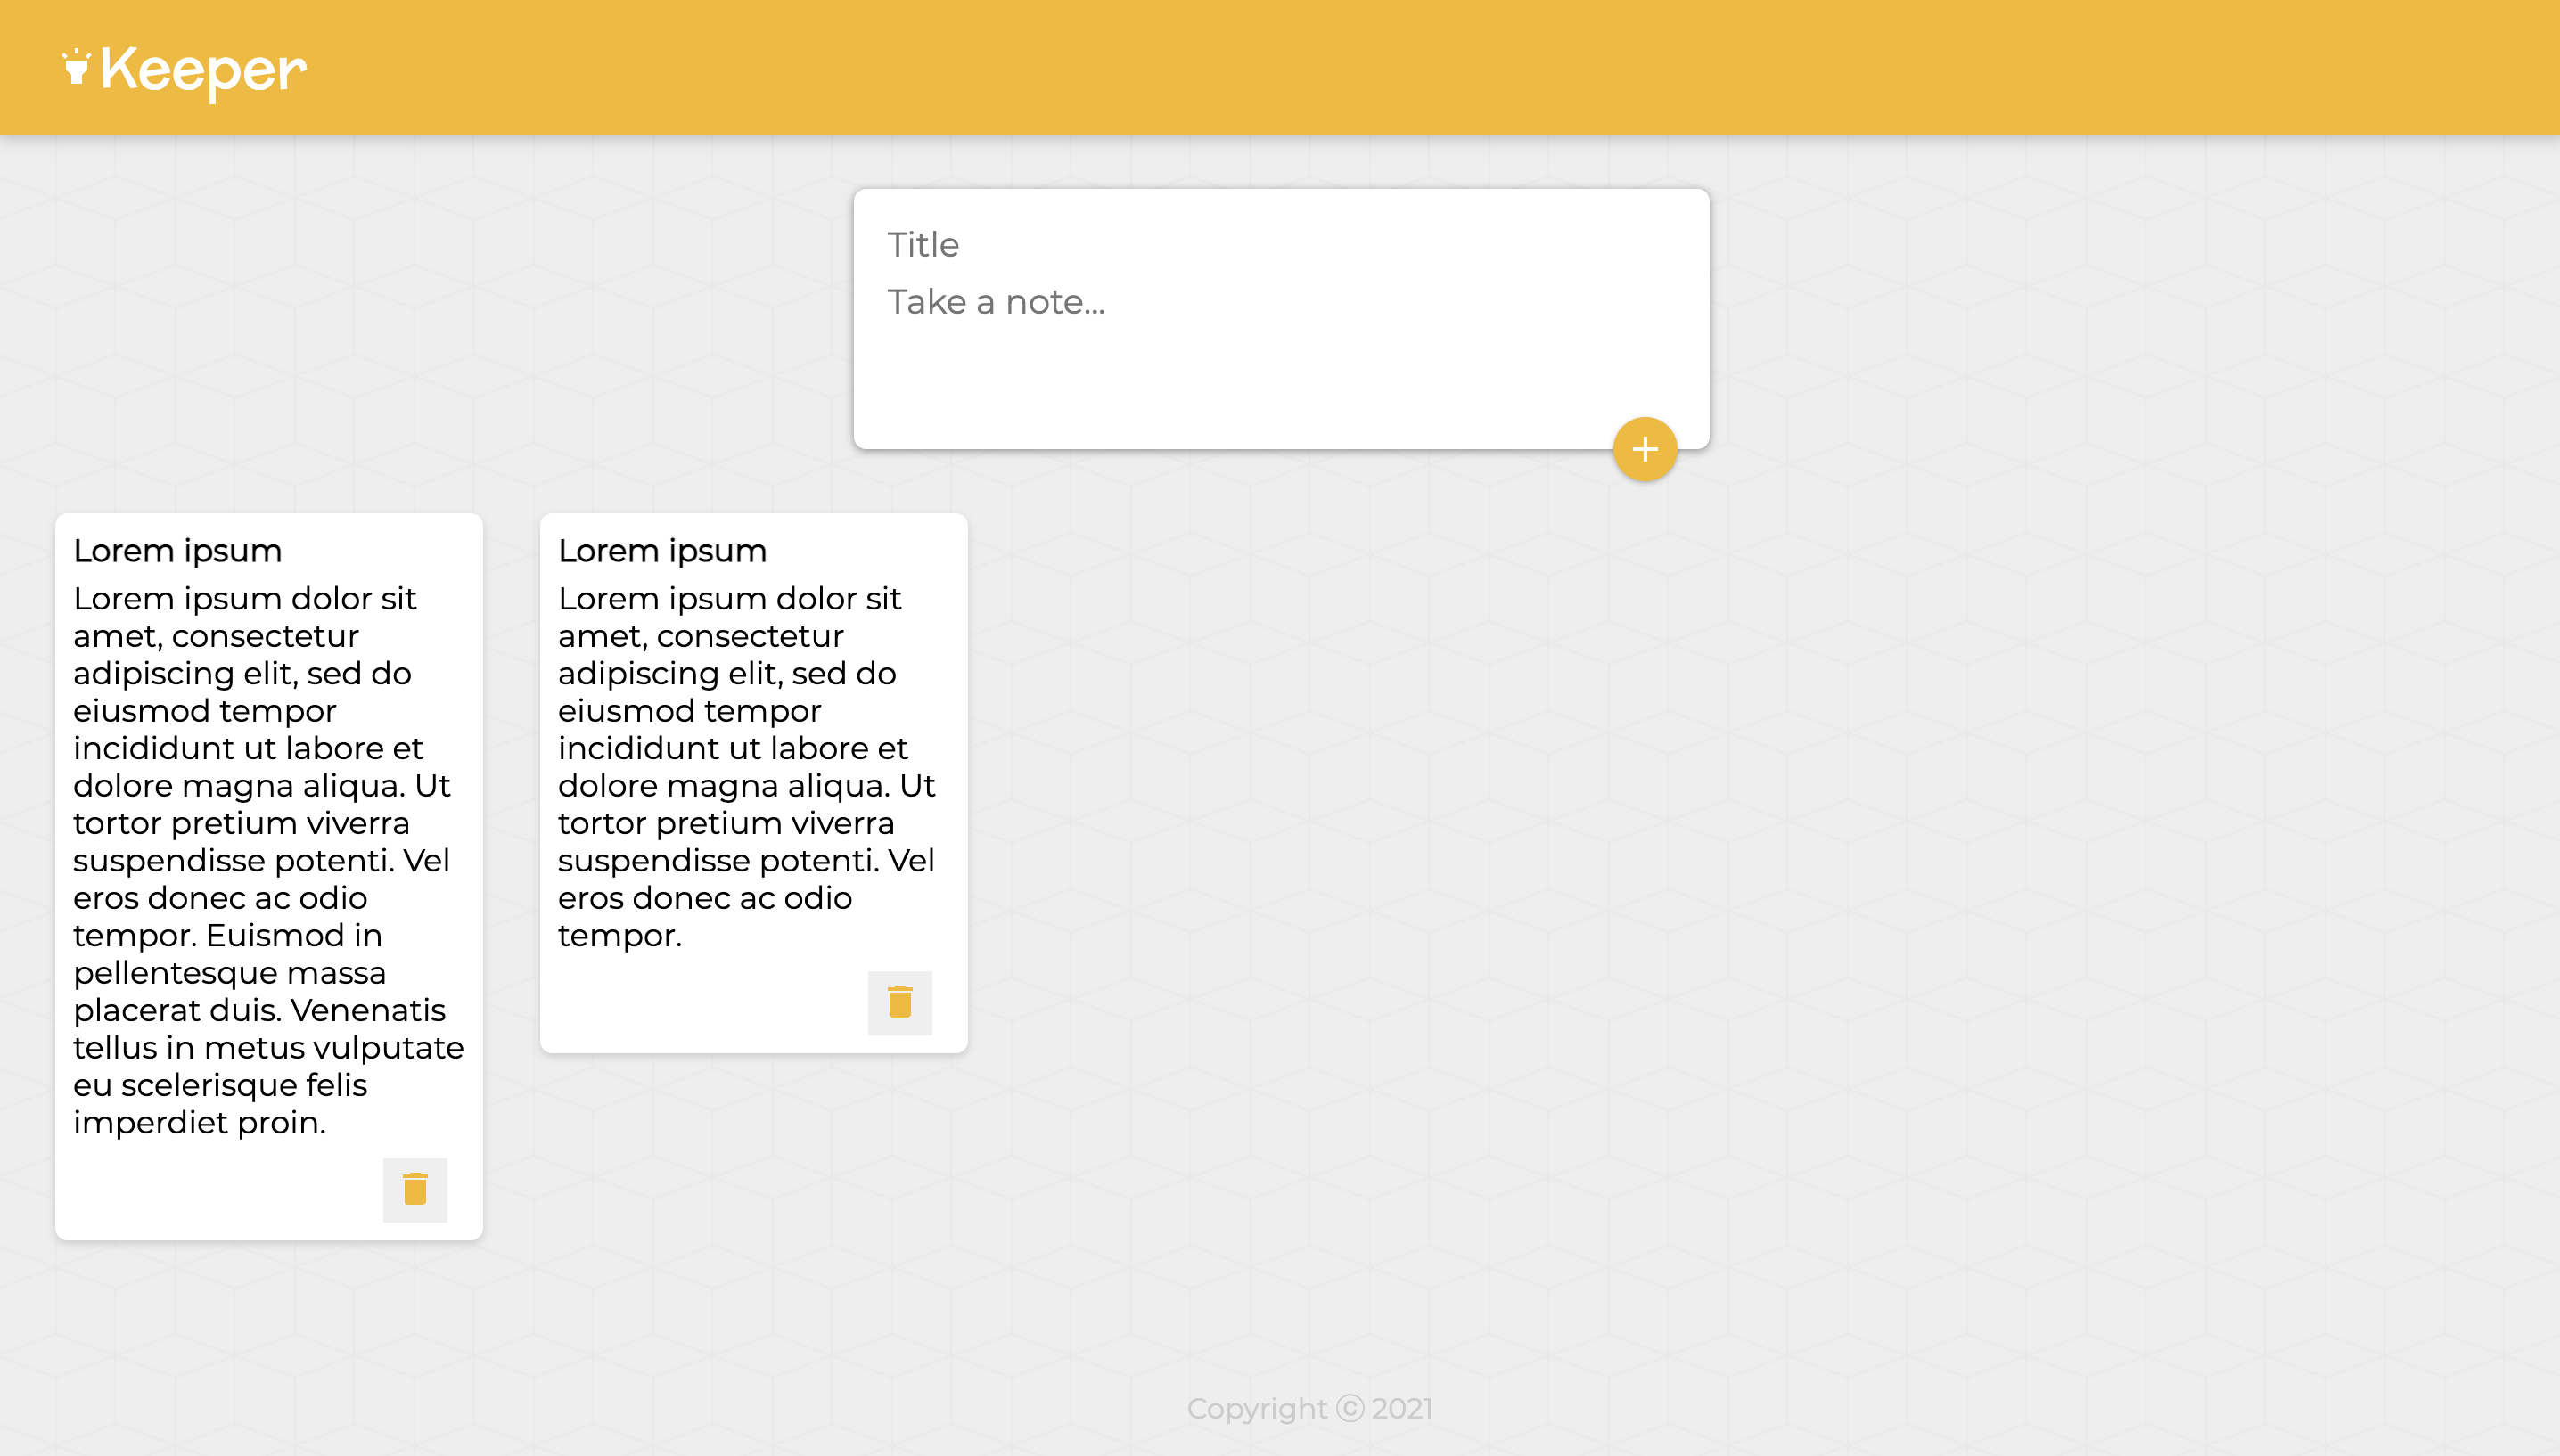 Keeper
Title
Take a note...
Lorem ipsum
Lorem ipsum dolor sit
amet, consectetur
adipiscing elit, sed do
eiusmod tempor
incididunt ut labore et
dolore magna aliqua. Ut
tortor pretium viverra
suspendisse potenti. Vel
eros donec ac odio
tempor. Euismod in
pellentesque massa
placerat duis. Venenatis
tellus in metus vulputate
eu scelerisque felis
imperdiet proin.
Lorem ipsum
Lorem ipsum dolor sit
amet, consectetur
adipiscing elit, sed do
eiusmod tempor
incididunt ut labore et
dolore magna aliqua. Ut
tortor pretium viverra
suspendisse potenti. Vel
eros donec ac odio
tempor.
Copyright ⓒ 2021